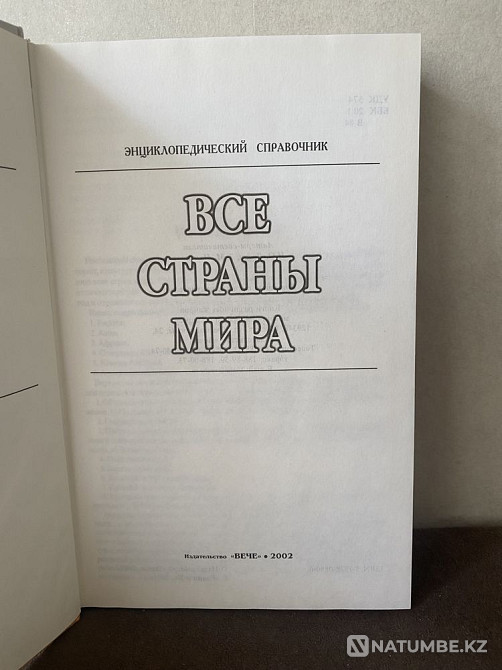 ЭНЦИКЛОПЕДИЧЕСКИЙ СПРАВОЧНИК
ВСЕ
СТРАНЫ
МИРА
Издательство «ВЕЧЕ» • 2002
NATUMBE.KZ